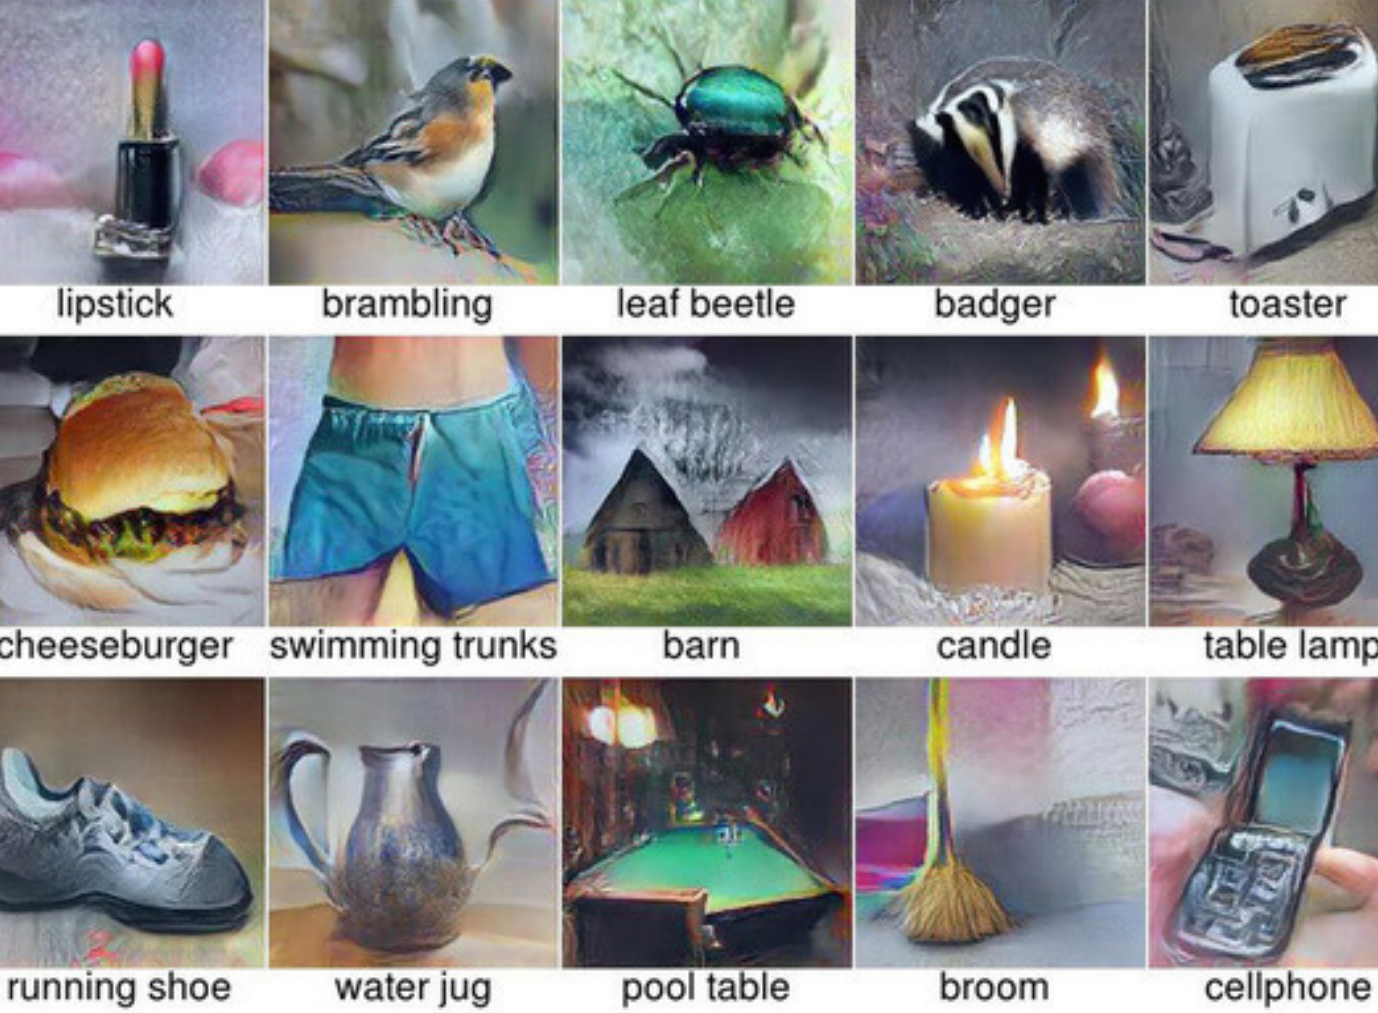 lipstick
brambling
leaf beetle
badger
toaster
cheeseburger
swimming trunks
barn
candle
table lamp
running shoe
water jug
pool table
broom
cellphone